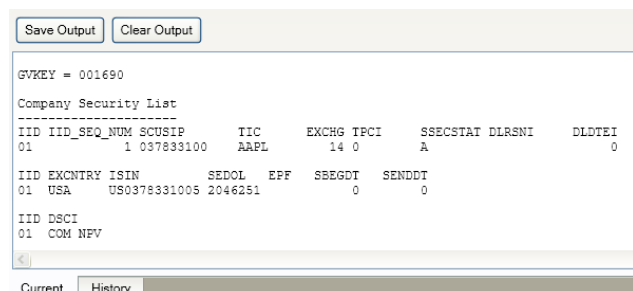 Save Output Clear Output
GVKEY = 001690
Company Security List
---------------------
IID IID_SEQ_NUM SCUSIP TIC EXCHG TPCI SSECSTAT DLRSNI DLDTEI
01 1 037833100 AAPL 14 0 A 0
IID EXCNTRY ISIN SEDOL EPF SBEGDT SENDDT
01 USA US0378331005 2046251 0 0
IID DSCI
01 COM NPV
Current History